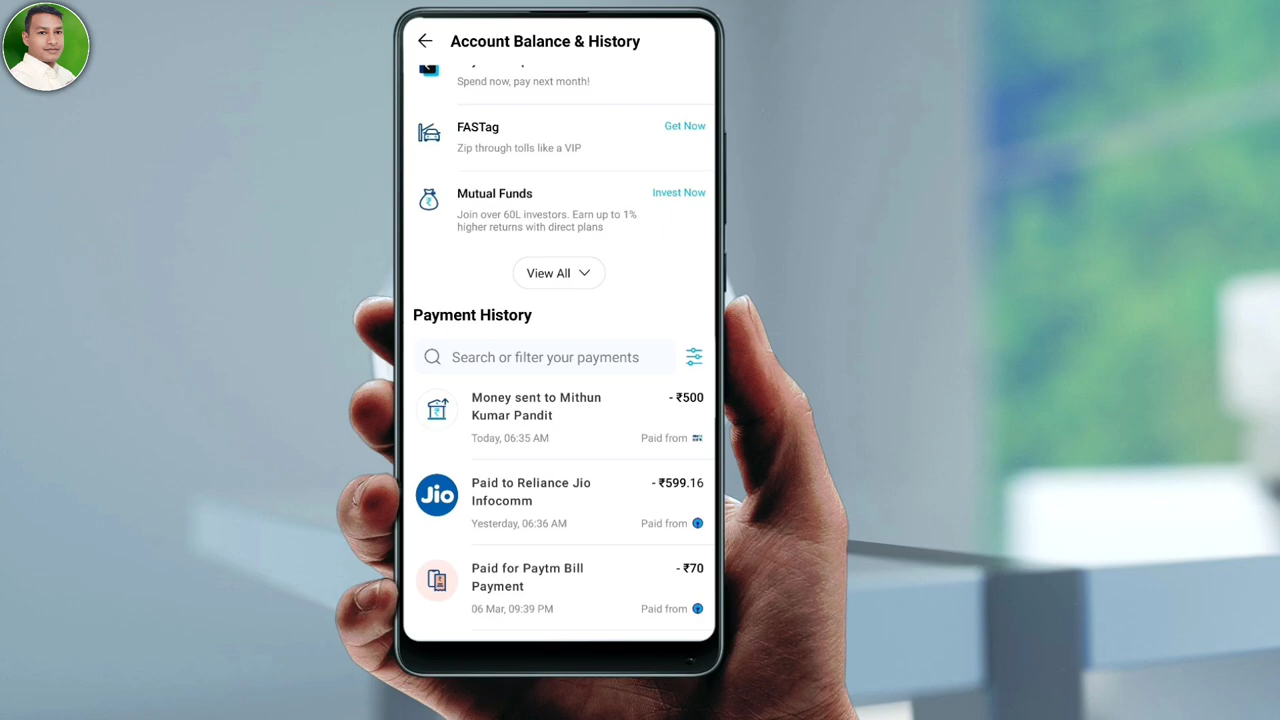 Account Balance & History
Spend now, pay next month!
FASTag
Get Now
Zip through tolls like a VIP
Mutual Funds
Invest Now
Join over 60L investors. Earn up to 1%
higher returns with direct plans
View All
Payment History
Search or filter your payments
Money sent to Mithun
Kumar Pandit
- ₹500
Today, 06:35 AM
Paid from
Jio
Paid to Reliance Jio
Infocomm
- ₹599.16
Yesterday, 06:36 AM
Paid from
Paid for Paytm Bill
Payment
- ₹70
06 Mar, 09:39 PM
Paid from